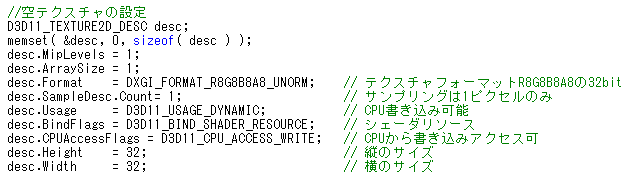 //空テクスチャの設定
D3D11_TEXTURE2D_DESC desc;
memset( &desc, 0, sizeof( desc ) );
desc.MipLevels = 1;
desc.ArraySize = 1;
desc.Format    = DXGI_FORMAT_R8G8B8A8_UNORM;    // テクスチャフォーマットR8G8B8A8の32bit
desc.SampleDesc.Count= 1;                       // サンプリングは1ピクセルのみ
desc.Usage     = D3D11_USAGE_DYNAMIC;           // CPU書き込み可能
desc.BindFlags = D3D11_BIND_SHADER_RESOURCE;    // シェーダリソース
desc.CPUAccessFlags = D3D11_CPU_ACCESS_WRITE;   // CPUから書き込みアクセス可
desc.Height    = 32;                            // 縦のサイズ
desc.Width     = 32;                            // 横のサイズ